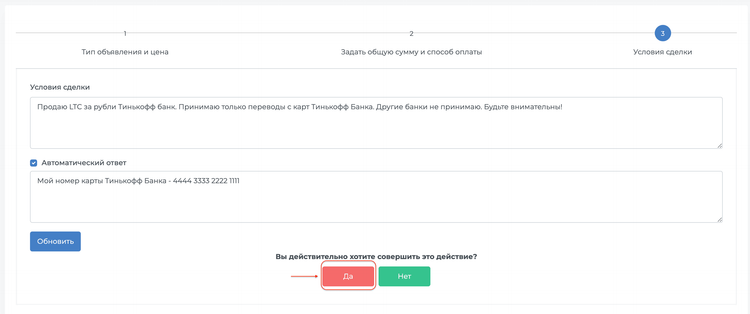 1
2
3
Тип объявления и цена
Задать общую сумму и способ оплаты
Условия сделки
Условия сделки
Продаю LTC за рубли Тинькофф банк. Принимаю только переводы с карт Тинькофф Банка. Другие банки не принимаю. Будьте внимательны!
Автоматический ответ
Мой номер карты Тинькофф Банка - 4444 3333 2222 1111
Обновить
Вы действительно хотите совершить это действие?
Да
Нет